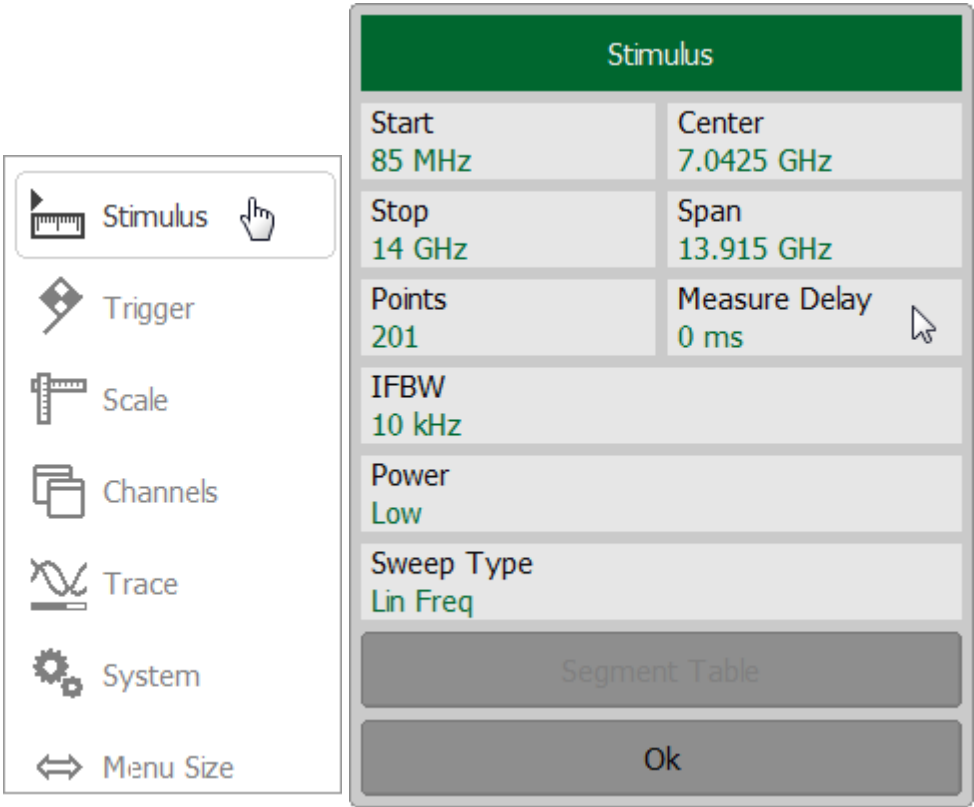 Stimulus
Trigger
Scale
Channels
Trace
System
Menu Size
Stimulus
Start
85 MHz
Center
7.0425 GHz
Stop
14 GHz
Span
13.915 GHz
Points
201
Measure Delay
0 ms
IFBW
10 kHz
Power
Low
Sweep Type
Lin Freq
Segment Table
Ok